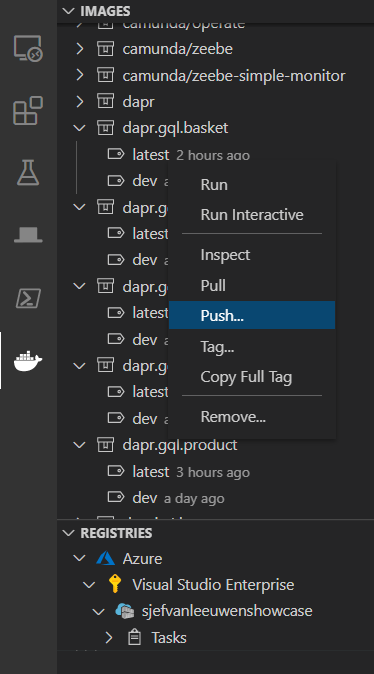 IMAGES
camunda/operate
camunda/zeebe
camunda/zeebe-simple-monitor
dapr
dapr.gql.basket
latest 2 hours ago
dev a
Run
Run Interactive
dapr.g
latest
Inspect
dev a
Pull
dapr.g
Push...
latest
Tag...
dev a
Copy Full Tag
dapr.g
latest
Remove...
dev a
dapr.gql.product
latest 3 hours ago
dev a day ago
REGISTRIES
Azure
Visual Studio Enterprise
sjefvanleeuwenshowcase
Tasks